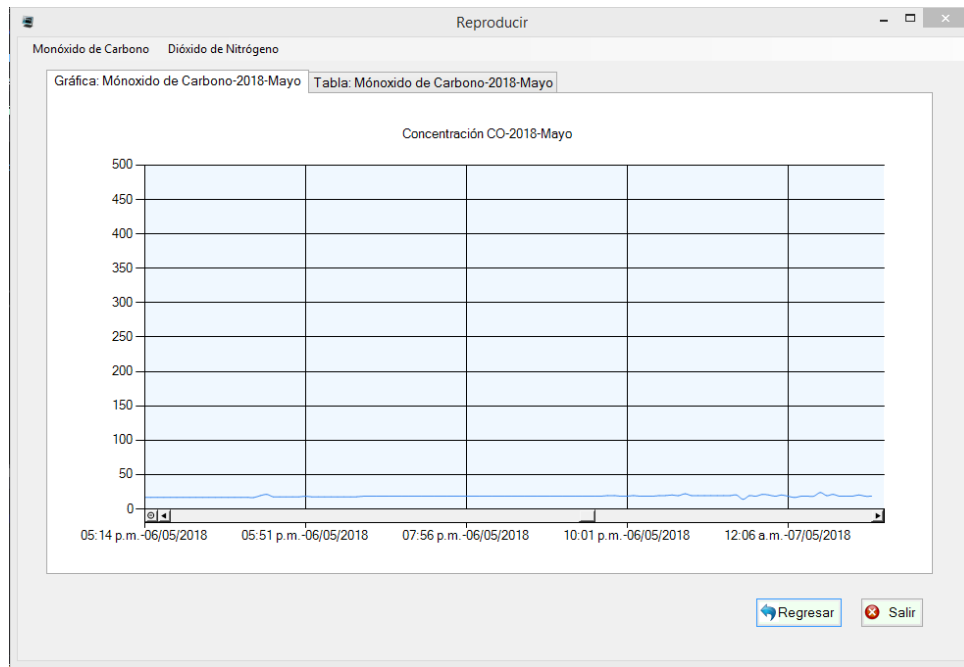 Reproducir
Monóxido de Carbono Dióxido de Nitrógeno
Gráfica: Mónoxido de Carbono-2018-Mayo Tabla: Mónoxido de Carbono-2018-Mayo
Concentración CO-2018-Mayo
500
450
400
350
300
250
200
150
100
50
0
05:14 p.m.-06/05/2018 05:51 p.m.-06/05/2018 07:56 p.m.-06/05/2018 10:01 p.m.-06/05/2018 12:06 a.m.-07/05/2018
Regresar Salir